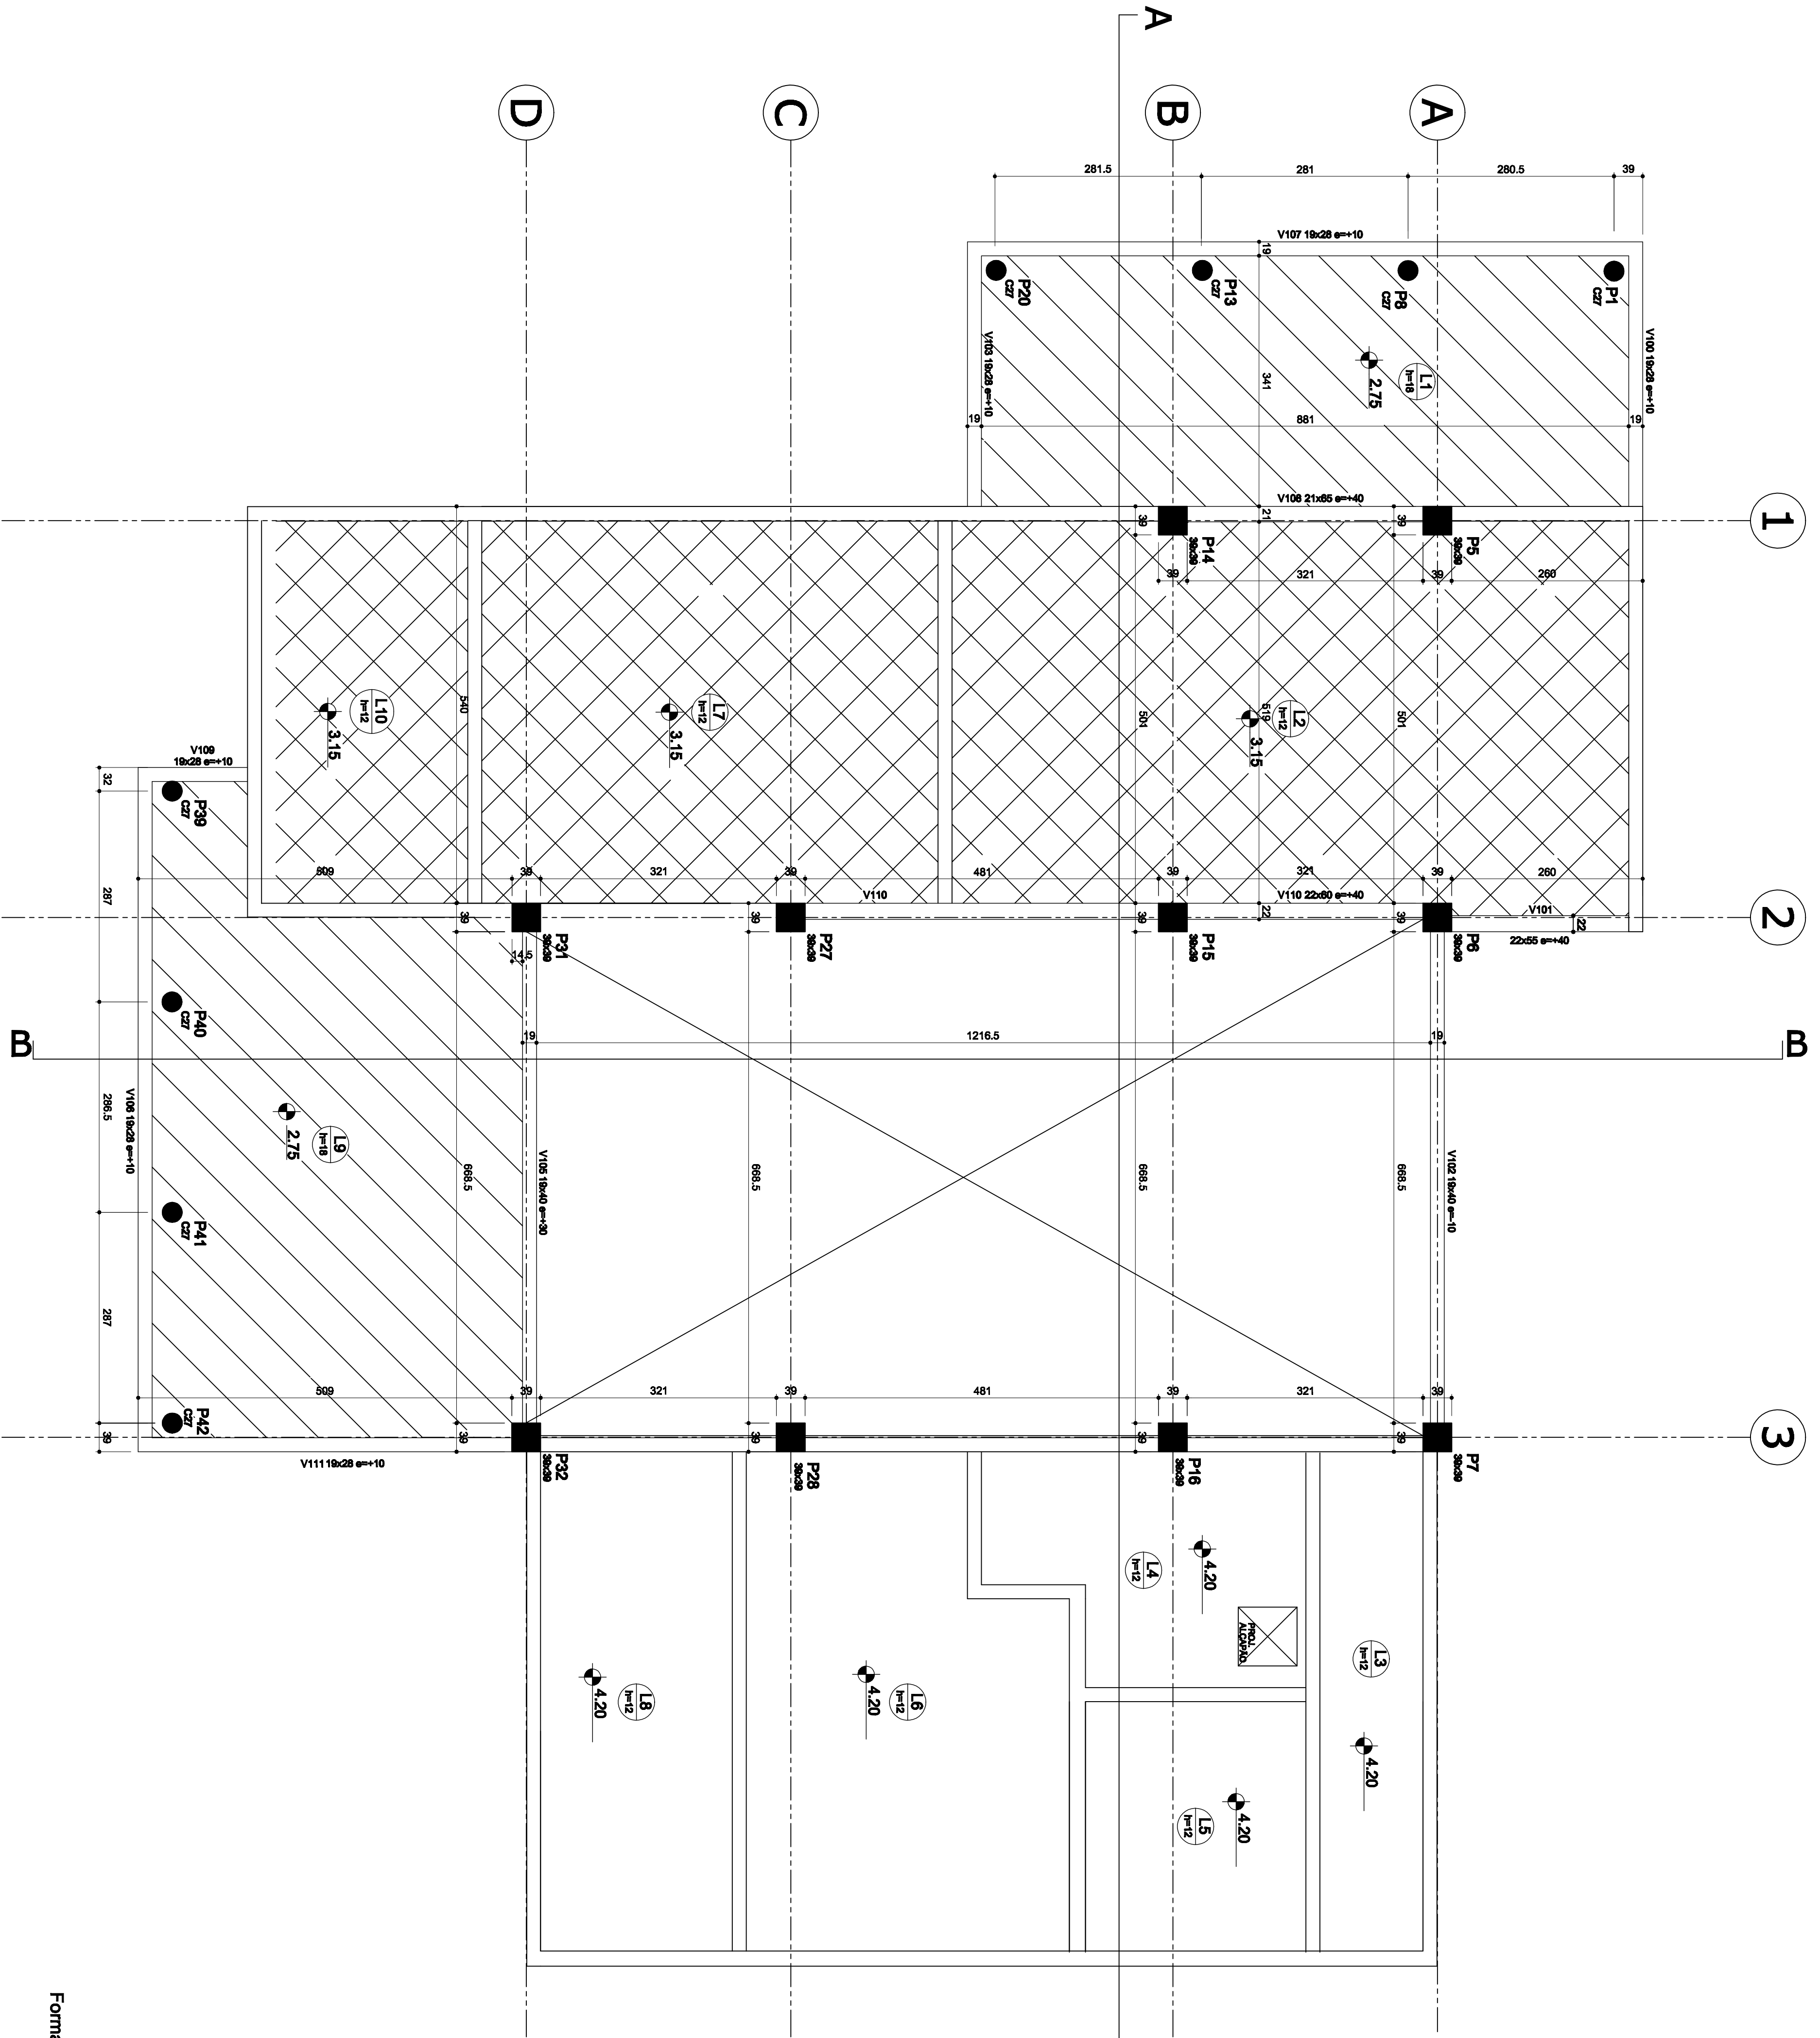 A
D
C
B
A
281.5
281
280.5
39
V107 19x28 e=+10
19
P20
C27
P13
C27
P8
C27
P1
C27
V103 19x28 e=+10
V100 19x28 e=+10
L1
h=18
2.75
341
19
881
19
V108 21x65 e=+40
21
39
39
1
P14
39x39
P5
39x39
39
321
39
260
L10
h=12
3.15
540
L7
h=12
3.15
501
L2
h=12
519
3.15
501
V109
19x28 e=+10
32
P39
C27
287
509
39
321
39
481
39
321
39
260
V110
V110 22x60 e=+40
V101
22
22
39
39
39
39
2
22x55 e=+40
P31
39x39
P27
39x39
P15
39x39
P6
39x39
14.5
P40
C27
B
19
1216.5
19
B
286.5
V106 19x28 e=+10
L9
h=18
2.75
V105 19x40 e=+30
V102 19x40 e=-10
668.5
668.5
668.5
668.5
P41
C27
287
509
39
321
39
481
39
321
39
P42
C27
39
39
39
39
39
3
V111 19x28 e=+10
P32
39x39
P28
39x39
P16
39x39
P7
39x39
L4
h=12
4.20
PROJ.
ALÇAPÃO
L3
h=12
4.20
L8
h=12
4.20
L6
h=12
4.20
L5
h=12
4.20
Forma